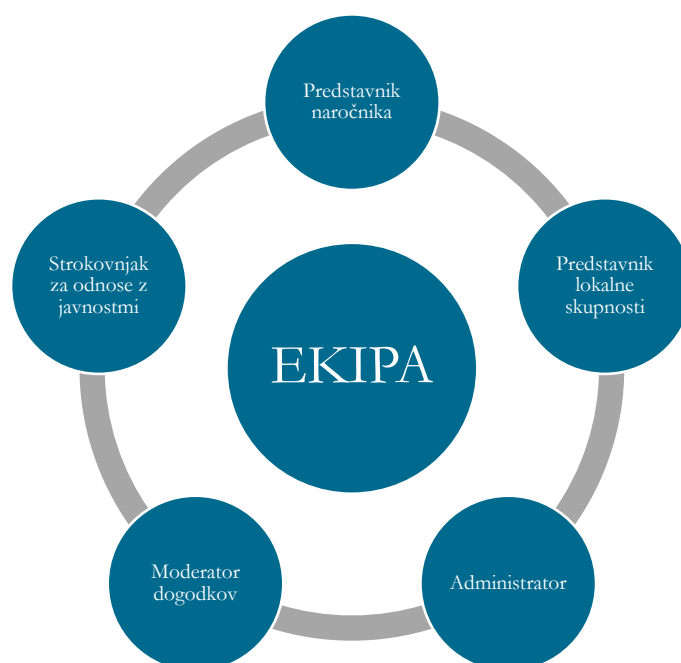 Predstavnik
naročnika
Strokovnjak
za odnose z
javnostmi
Predstavnik
lokalne
skupnosti
EKIPA
Moderator
dogodkov
Administrator